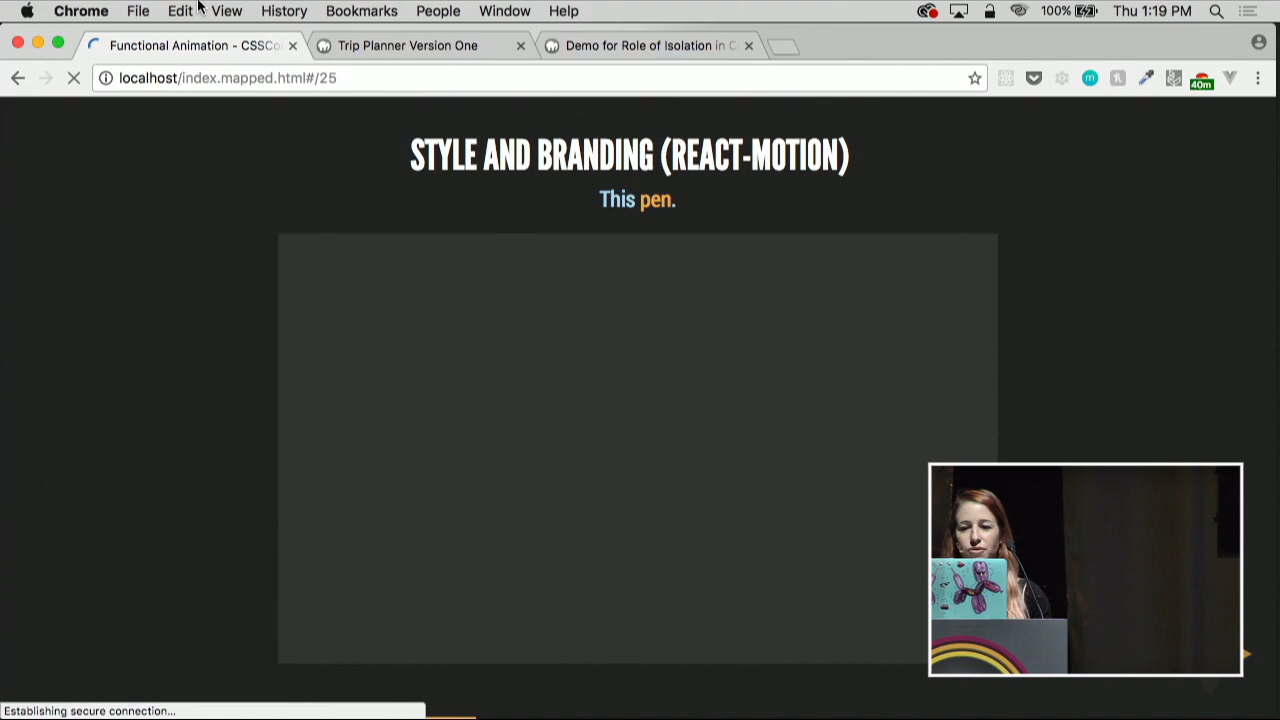 Chrome File Edit View History Bookmarks People Window Help 100% Thu 1:19 PM
Functional Animation - CSSCo Trip Planner Version One Demo for Role of Isolation in C
localhost/index.mapped.html#/25
40m
STYLE AND BRANDING (REACT-MOTION)
This pen.
Establishing secure connection...